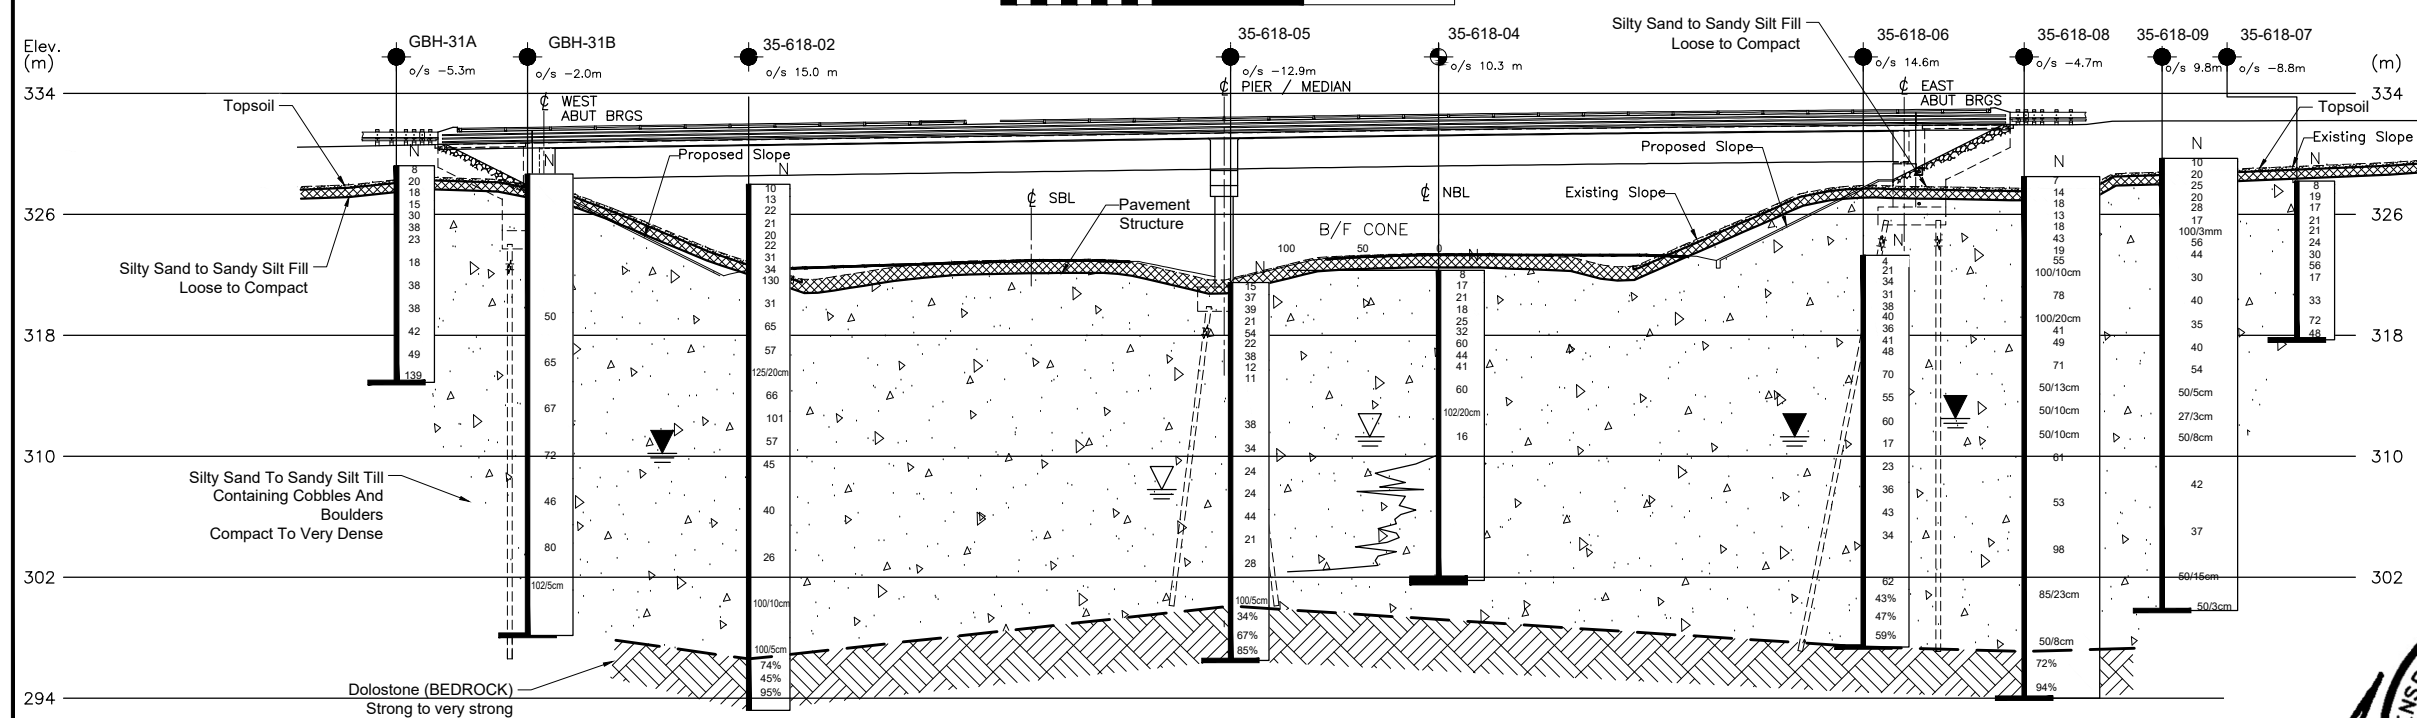 Elev.
(m)
GBH-31A
o/s -5.3m
GBH-31B
o/s -2.0m
35-618-02
o/s 15.0 m
35-618-05
o/s -12.9m
35-618-04
o/s 10.3 m
Silty Sand to Sandy Silt Fill
Loose to Compact
35-618-06
o/s 14.6m
35-618-08
o/s -4.7m
35-618-09
o/s 9.8m
35-618-07
o/s -8.8m
(m)
334
334
Topsoil
℄ WEST
ABUT BRGS
℄ PIER / MEDIAN
℄ EAST
ABUT BRGS
Topsoil
Existing Slope
Proposed Slope
Proposed Slope
Existing Slope
326
326
℄ SBL
Pavement
Structure
℄ NBL
B/F CONE
100 50 0
Silty Sand to Sandy Silt Fill
Loose to Compact
318
318
310
310
Silty Sand To Sandy Silt Till
Containing Cobbles And
Boulders
Compact To Very Dense
302
302
Dolostone (BEDROCK)
Strong to very strong
294
N
8
20
18
15
30
38
23
18
38
38
42
49
139
N
50
65
67
72
46
80
102/5cm
N
10
13
22
21
20
22
31
34
130
31
65
57
125/20cm
66
101
57
45
40
26
100/10cm
100/5cm
74%
45%
95%
N
15
37
39
21
54
22
38
12
11
38
34
24
24
44
21
28
100/5cm
34%
67%
85%
N
8
17
21
18
25
32
60
44
41
60
102/20cm
16
N
4
21
34
31
38
40
36
41
48
70
55
60
17
23
36
43
34
62
43%
47%
59%
N
7
14
18
13
18
43
19
55
100/10cm
78
100/20cm
41
49
71
50/13cm
50/10cm
50/10cm
61
53
98
85/23cm
50/8cm
72%
94%
N
10
20
25
20
28
17
100/3mm
56
44
30
40
35
40
54
50/5cm
27/3cm
50/8cm
42
37
50/15cm
50/3cm
N
8
19
17
21
21
24
30
56
17
33
72
48